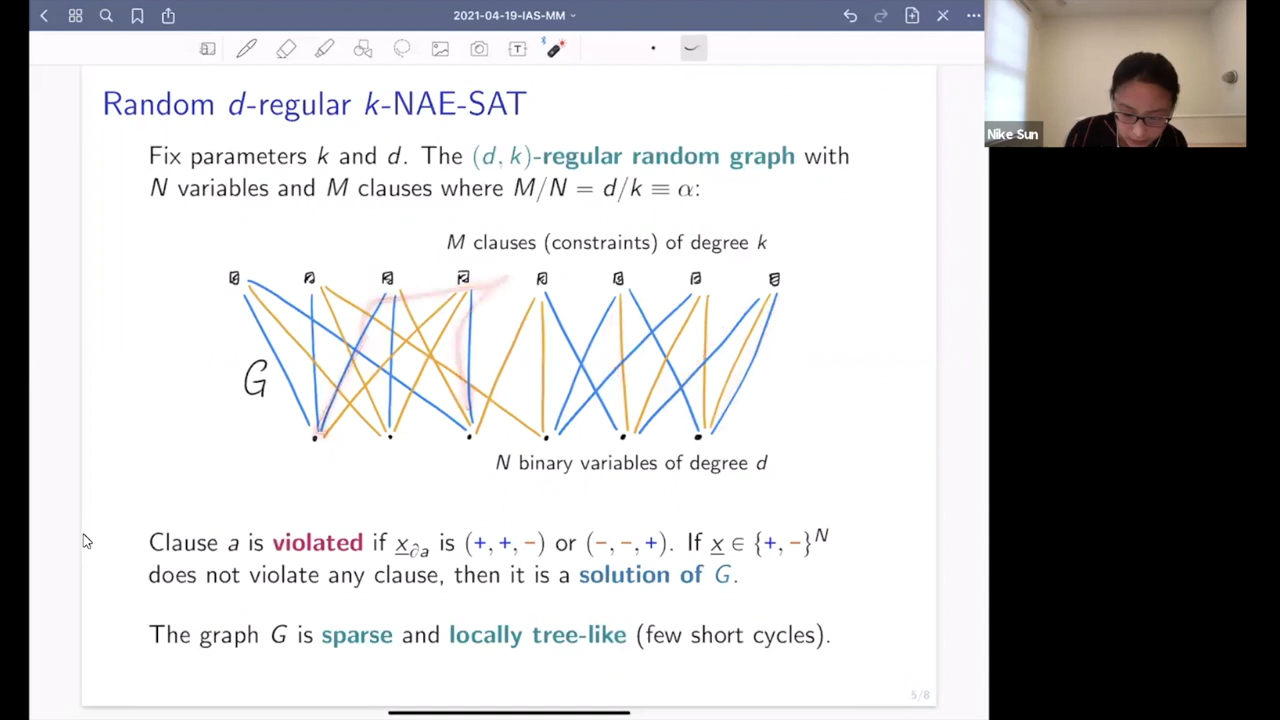 2021-04-19-IAS-MM
Nike Sun
Random d-regular k-NAE-SAT
Fix parameters k and d. The (d, k)-regular random graph with
N variables and M clauses where M/N = d/k ≡ α:
M clauses (constraints) of degree k
G
N binary variables of degree d
Clause a is violated if x∂a is (+, +, −) or (−, −, +). If x ∈ {+, −}^N
does not violate any clause, then it is a solution of G.
The graph G is sparse and locally tree-like (few short cycles).
5/8